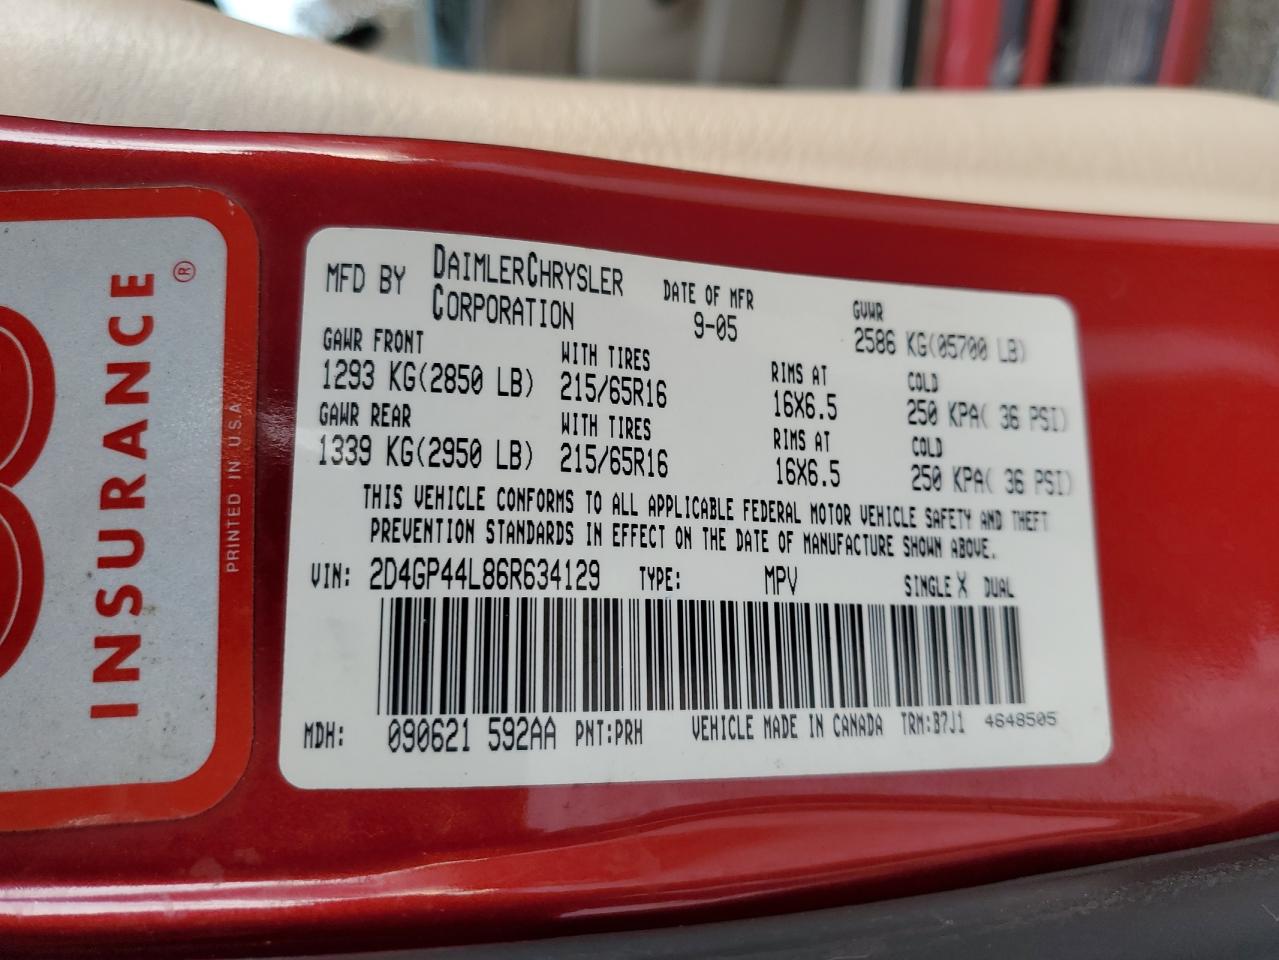 INSURANCE ®
PRINTED IN U.S.A.
MFD BY DAIMLERCHRYSLER CORPORATION DATE OF MFR 9-05 GVWR 2586 KG(05700 LB)
GAWR FRONT WITH TIRES RIMS AT COLD
1293 KG(2850 LB) 215/65R16 16X6.5 250 KPA( 36 PSI)
GAWR REAR WITH TIRES RIMS AT COLD
1339 KG(2950 LB) 215/65R16 16X6.5 250 KPA( 36 PSI)
THIS VEHICLE CONFORMS TO ALL APPLICABLE FEDERAL MOTOR VEHICLE SAFETY AND THEFT
PREVENTION STANDARDS IN EFFECT ON THE DATE OF MANUFACTURE SHOWN ABOVE.
VIN: 2D4GP44L86R634129 TYPE: MPV SINGLE X DUAL
MDH: 090621 592AA PNT:PRH VEHICLE MADE IN CANADA TRM:B7J1 4648505